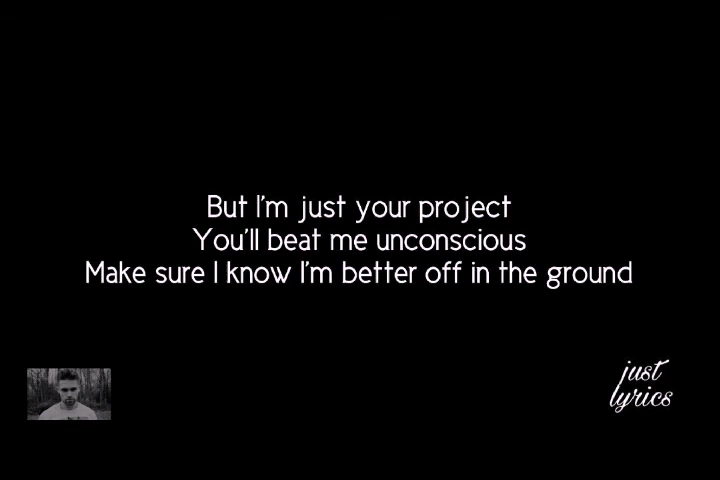 But I'm just your project
You'll beat me unconscious
Make sure I know I'm better off in the ground
just
lyrics